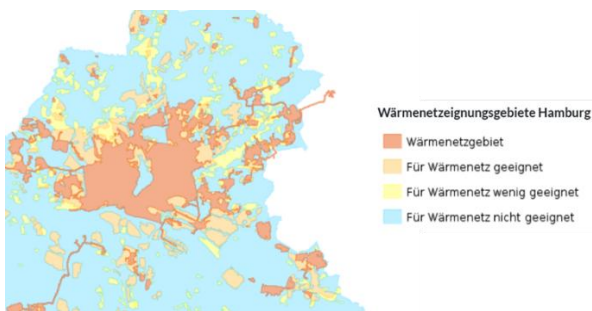 Wärmenetzeignungsgebiete Hamburg
Wärmenetzgebiet
Für Wärmenetz geeignet
Für Wärmenetz wenig geeignet
Für Wärmenetz nicht geeignet